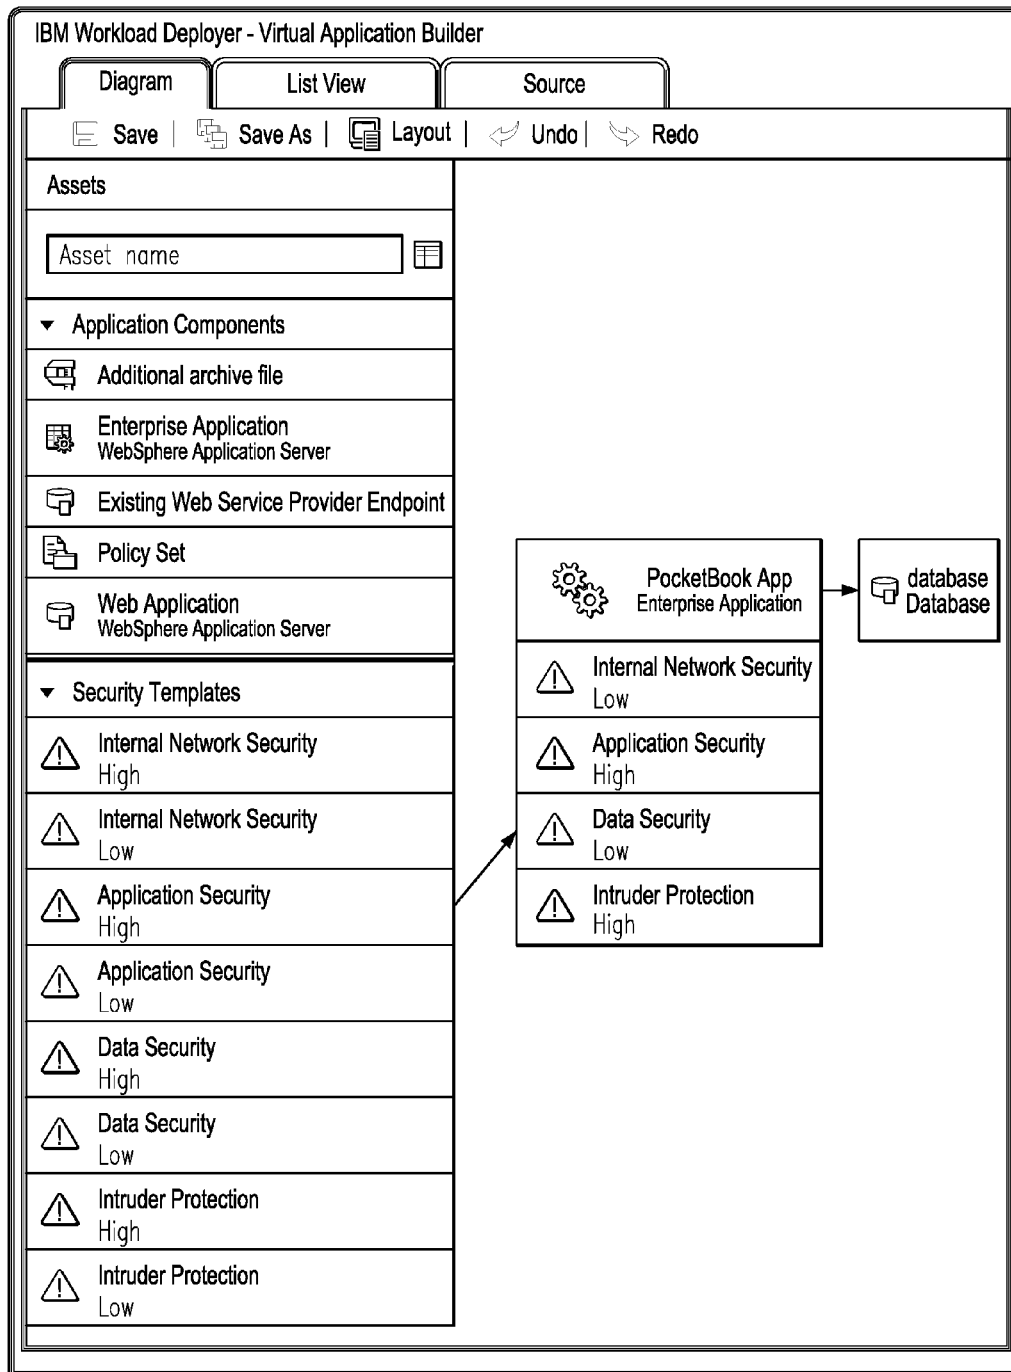 IBM Workload Deployer - Virtual Application Builder
Diagram
List View
Source
Save | Save As | Layout | Undo | Redo
Assets
Asset name
Application Components
Additional archive file
Enterprise Application
WebSphere Application Server
Existing Web Service Provider Endpoint
Policy Set
Web Application
WebSphere Application Server
Security Templates
Internal Network Security
High
Internal Network Security
Low
Application Security
High
Application Security
Low
Data Security
High
Data Security
Low
Intruder Protection
High
Intruder Protection
Low
PocketBook App
Enterprise Application
Internal Network Security
Low
Application Security
High
Data Security
Low
Intruder Protection
High
database
Database